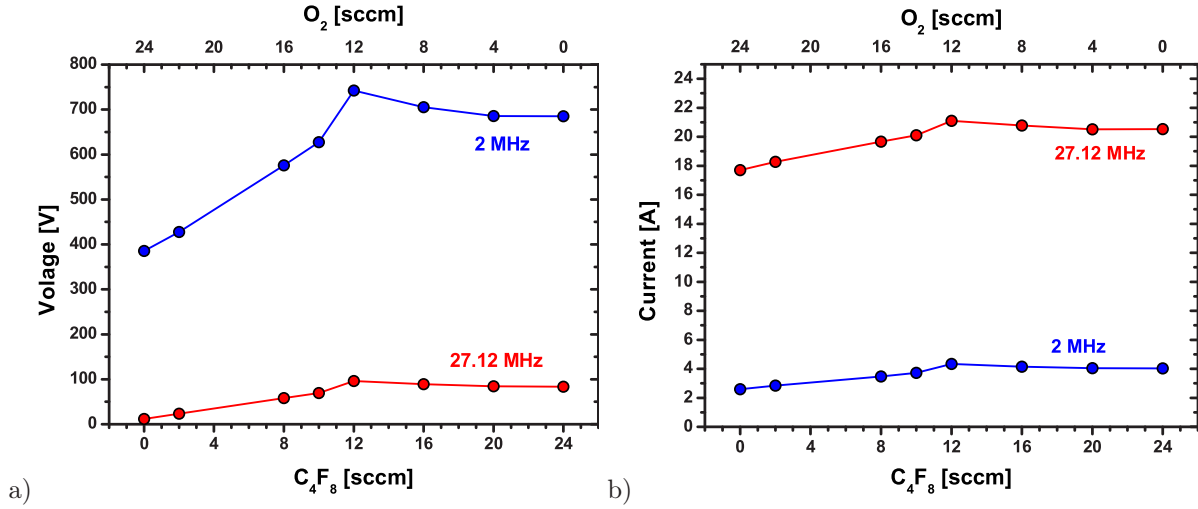 O2 [sccm]
24 20 16 12 8 4 0
800
700
600
500
400
300
200
100
0
Volage [V]
2 MHz
27.12 MHz
0 4 8 12 16 20 24
C4F8 [sccm]
a)
O2 [sccm]
24 20 16 12 8 4 0
24
22
20
18
16
14
12
10
8
6
4
2
0
Current [A]
27.12 MHz
2 MHz
0 2 4 8 12 16 20 24
C4F8 [sccm]
b)